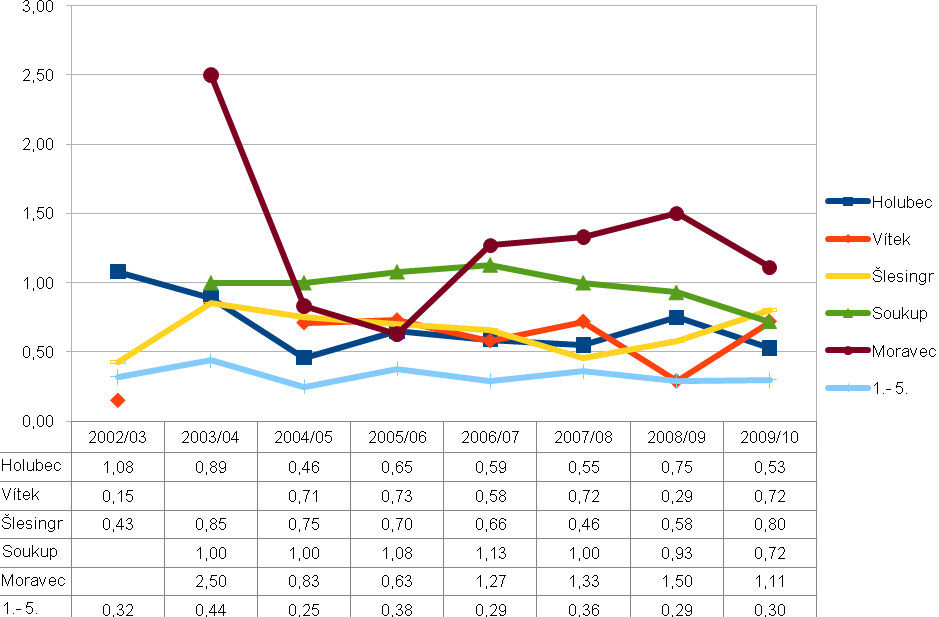 3,00
2,50
2,00
1,50
1,00
0,50
0,00
Holubec
Vítek
Šlesingr
Soukup
Moravec
1.- 5.
2002/03 2003/04 2004/05 2005/06 2006/07 2007/08 2008/09 2009/10
Holubec 1,08 0,89 0,46 0,65 0,59 0,55 0,75 0,53
Vítek 0,15 0,71 0,73 0,58 0,72 0,29 0,72
Šlesingr 0,43 0,85 0,75 0,70 0,66 0,46 0,58 0,80
Soukup 1,00 1,00 1,08 1,13 1,00 0,93 0,72
Moravec 2,50 0,83 0,63 1,27 1,33 1,50 1,11
1.- 5. 0,32 0,44 0,25 0,38 0,29 0,36 0,29 0,30